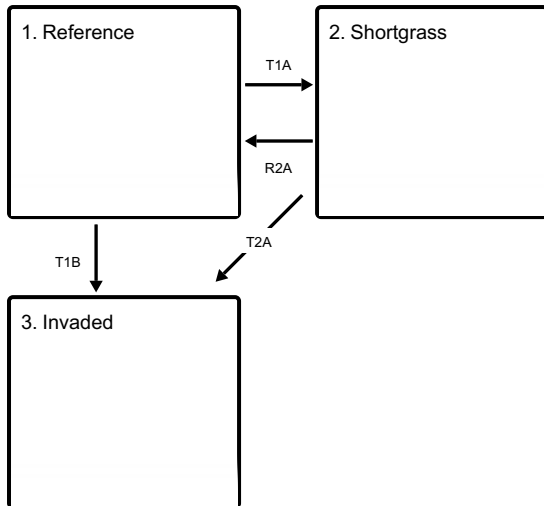 1. Reference
2. Shortgrass
T1A
R2A
T1B
T2A
3. Invaded